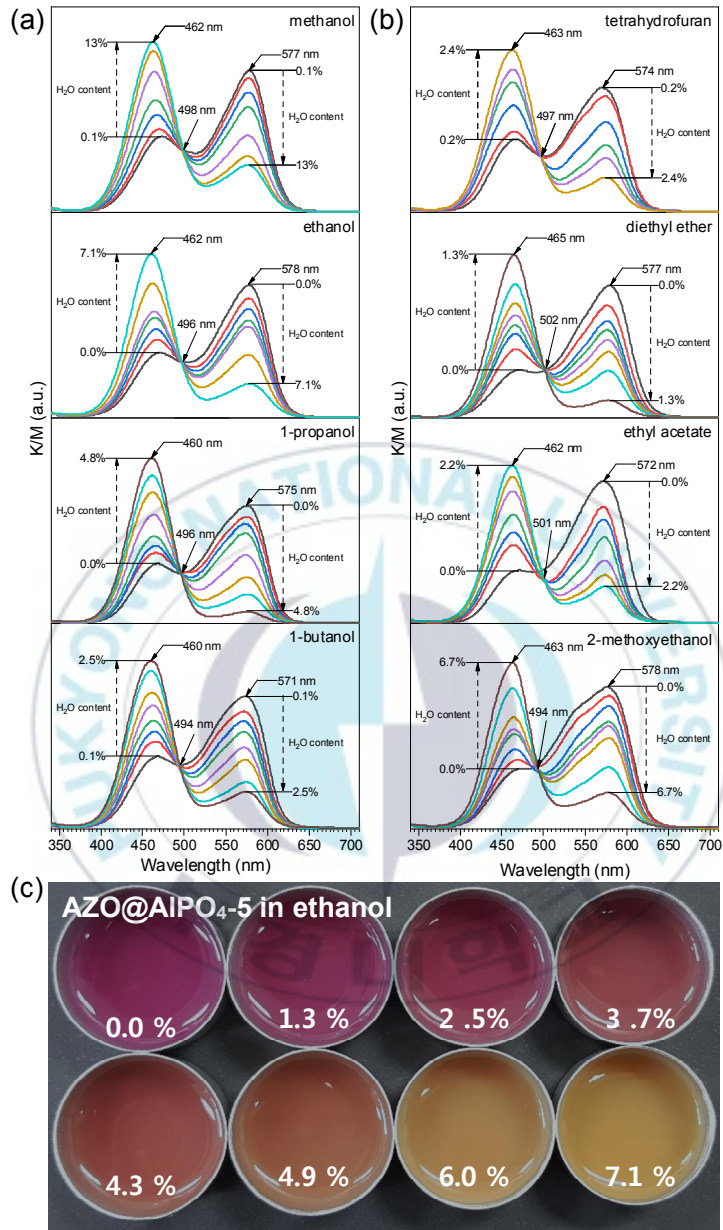 (a)
methanol
462 nm
13%
577 nm
0.1%
H₂O content
498 nm
0.1%
H₂O content
13%
ethanol
462 nm
7.1%
578 nm
0.0%
H₂O content
496 nm
H₂O content
0.0%
7.1%
1-propanol
460 nm
4.8%
575 nm
0.0%
H₂O content
496 nm
H₂O content
0.0%
4.8%
1-butanol
460 nm
2.5%
571 nm
0.1%
H₂O content
494 nm
H₂O content
0.1%
2.5%
K/M (a.u.)
350 400 450 500 550 600 650 700
Wavelength (nm)
(b)
tetrahydrofuran
463 nm
2.4%
574 nm
0.2%
H₂O content
497 nm
H₂O content
0.2%
2.4%
diethyl ether
465 nm
1.3%
577 nm
0.0%
H₂O content
502 nm
H₂O content
0.0%
1.3%
ethyl acetate
462 nm
2.2%
572 nm
0.0%
H₂O content
501 nm
H₂O content
0.0%
2.2%
2-methoxyethanol
463 nm
6.7%
578 nm
0.0%
H₂O content
494 nm
H₂O content
0.0%
6.7%
K/M (a.u.)
350 400 450 500 550 600 650 700
Wavelength (nm)
PUKYONG NATIONAL UNIVERSITY
(c)
AZO@AlPO₄-5 in ethanol
0.0 % 1.3 % 2 .5% 3 .7%
4.3 % 4.9 % 6.0 % 7.1 %